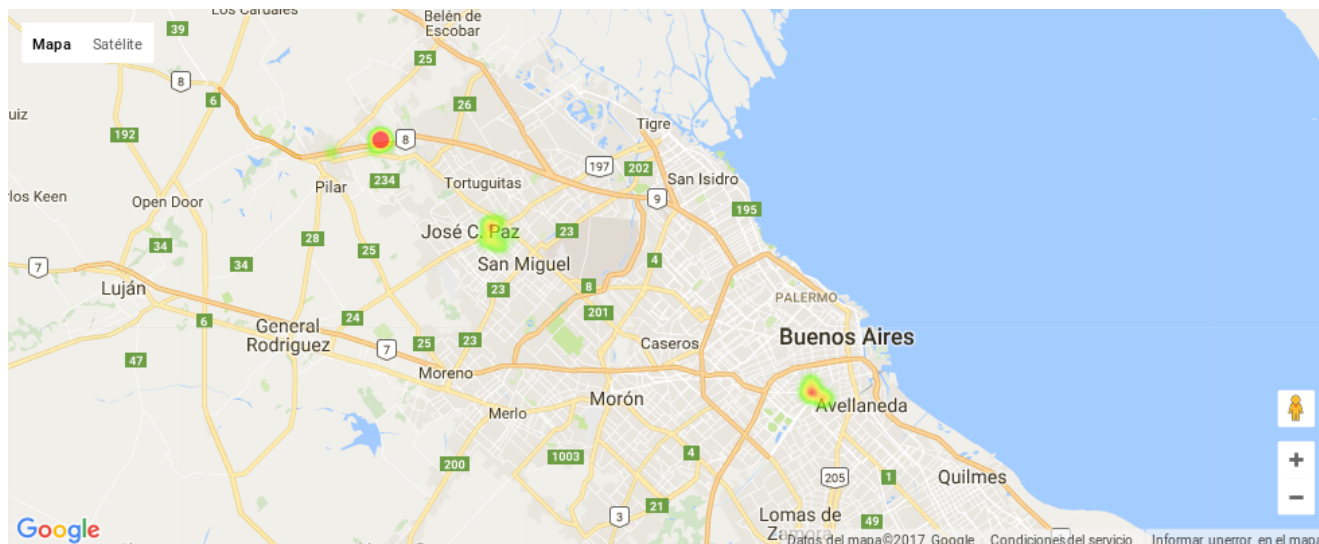 Los Cardales
Belén de
Escobar
39
Mapa
Satélite
25
8
6
26
192
Tigre
8
197
202
234
Tortuguitas
San Isidro
Pilar
los Keen
Open Door
9
195
José C. Paz
23
28
34
25
34
San Miguel
4
7
Luján
23
8
PALERMO
201
24
6
General
Rodriguez
Buenos Aires
25
23
Caseros
7
47
Moreno
Morón
Avellaneda
Merlo
4
1003
200
205
1
Quilmes
21
3
Lomas de
Zamora
49
Google
Datos del mapa©2017 Google
Condiciones del servicio
Informar un error en el mapa